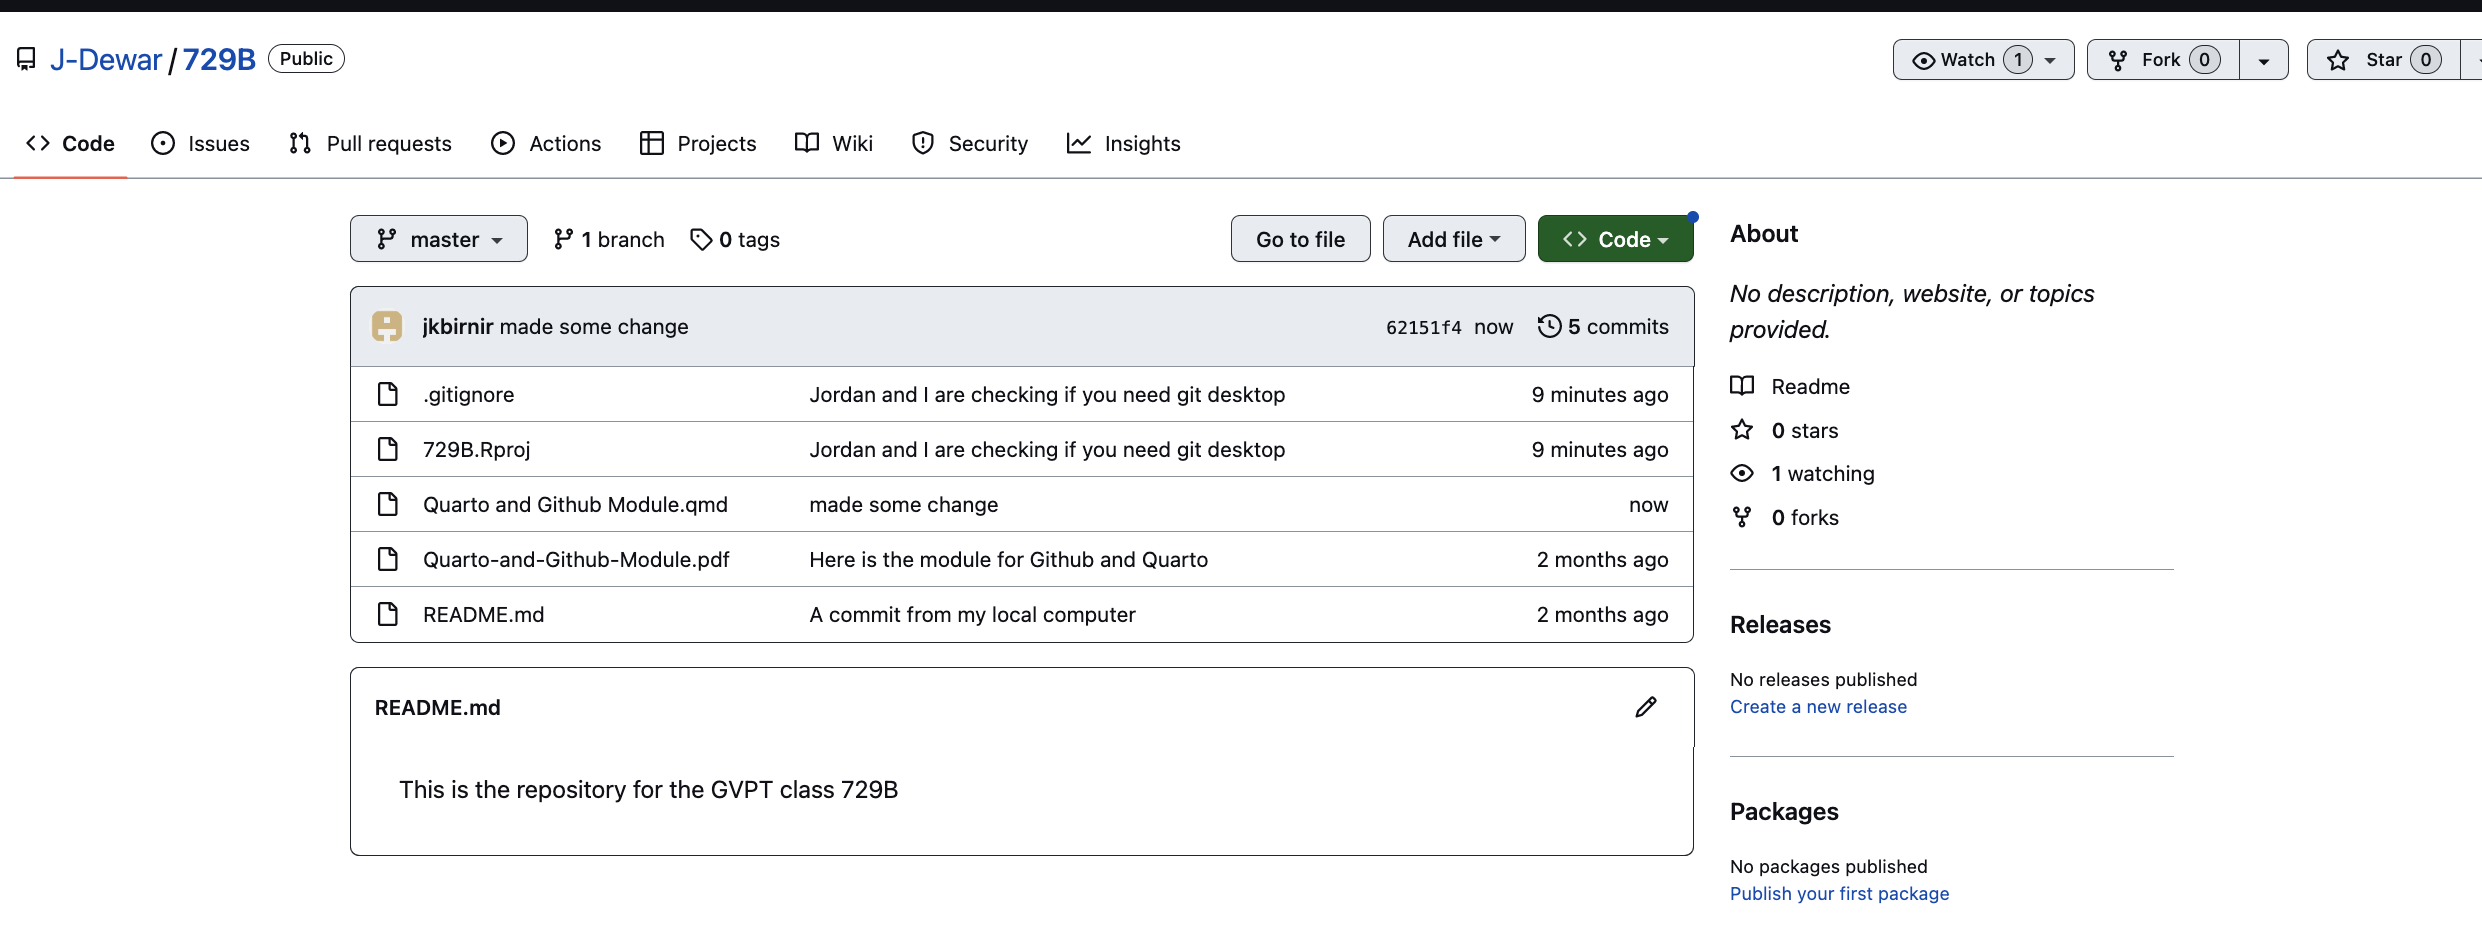 J-Dewar / 729B Public
Watch 1
Fork 0
Star 0
Code
Issues
Pull requests
Actions
Projects
Wiki
Security
Insights
master
1 branch
0 tags
Go to file
Add file
Code
jkbirnir made some change
62151f4 now
5 commits
.gitignore Jordan and I are checking if you need git desktop 9 minutes ago
729B.Rproj Jordan and I are checking if you need git desktop 9 minutes ago
Quarto and Github Module.qmd made some change now
Quarto-and-Github-Module.pdf Here is the module for Github and Quarto 2 months ago
README.md A commit from my local computer 2 months ago
README.md
This is the repository for the GVPT class 729B
About
No description, website, or topics
provided.
Readme
0 stars
1 watching
0 forks
Releases
No releases published
Create a new release
Packages
No packages published
Publish your first package